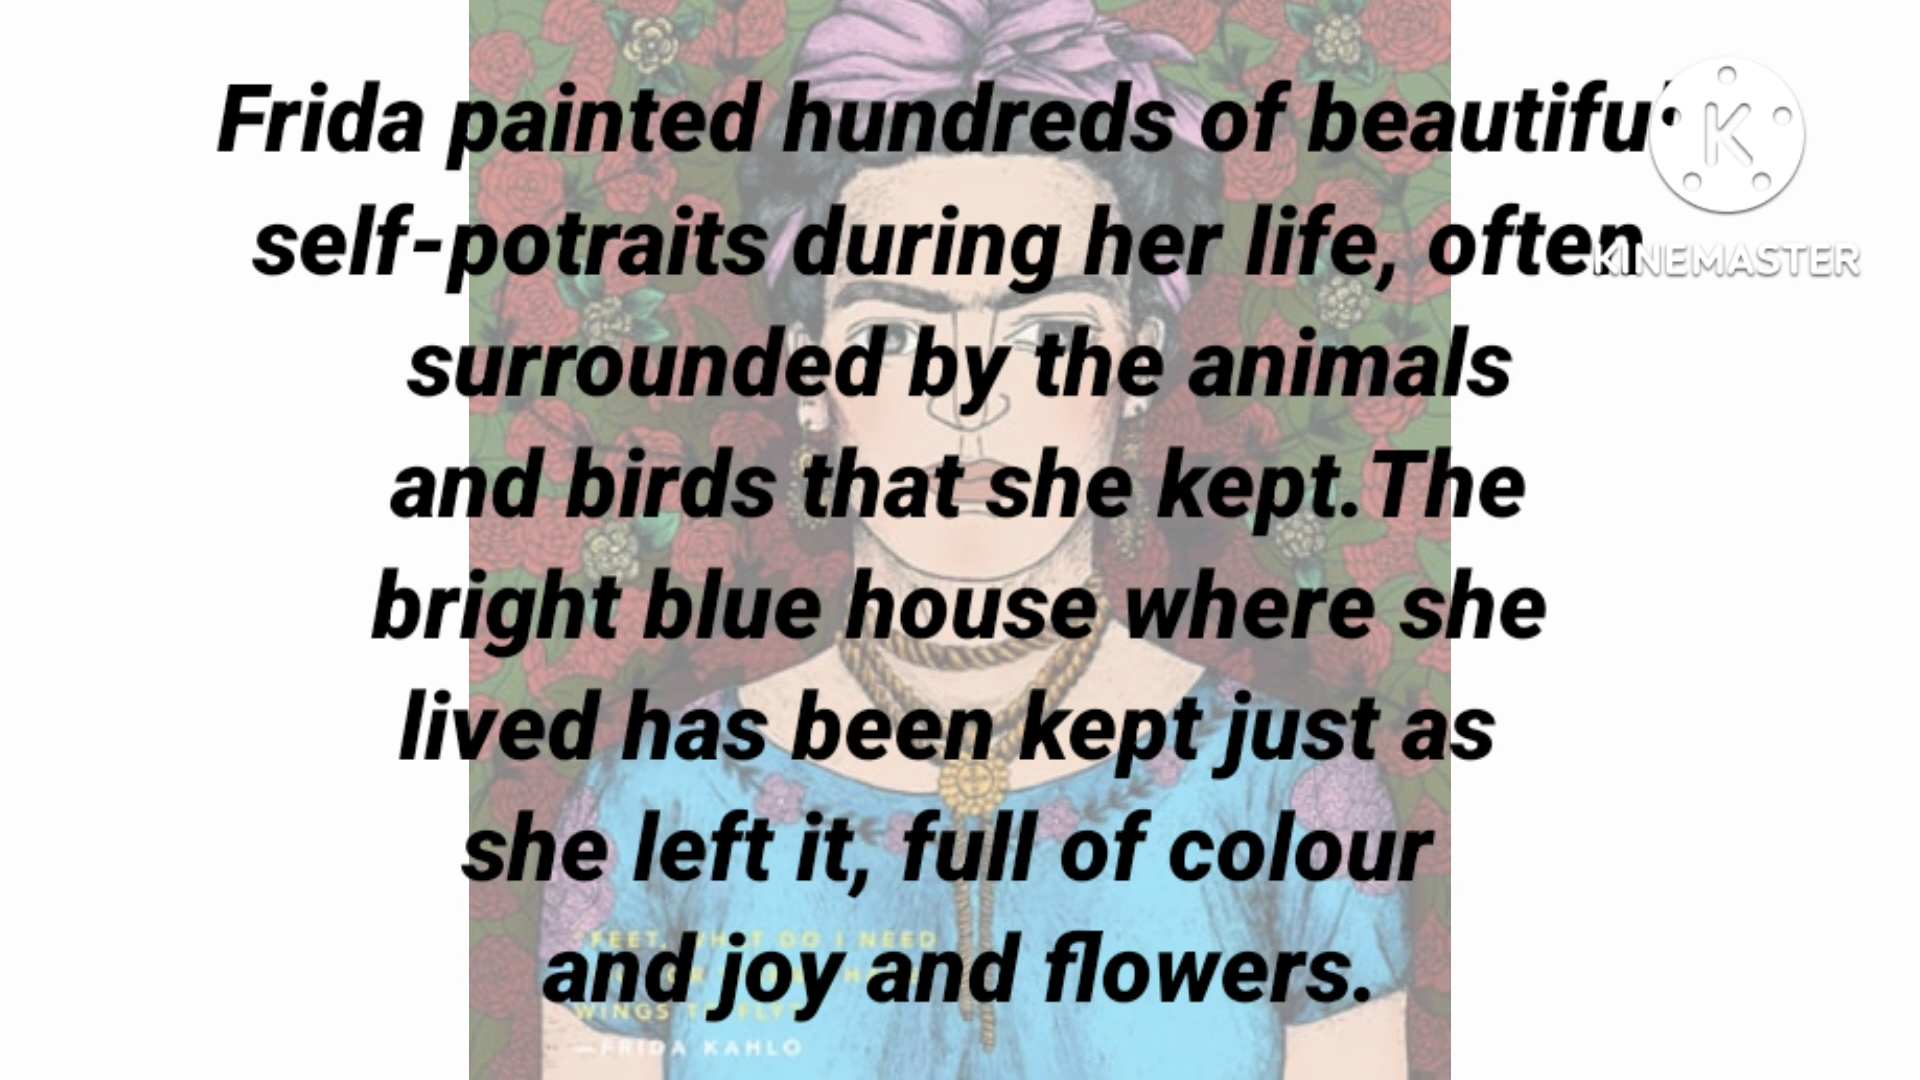 Frida painted hundreds of beautiful
self-potraits during her life, often
surrounded by the animals
and birds that she kept.The
bright blue house where she
lived has been kept just as
she left it, full of colour
and joy and flowers.
K
KINEMASTER
"FEET, WHAT DO I NEED
WINGS TO FLY
—FRIDA KAHLO